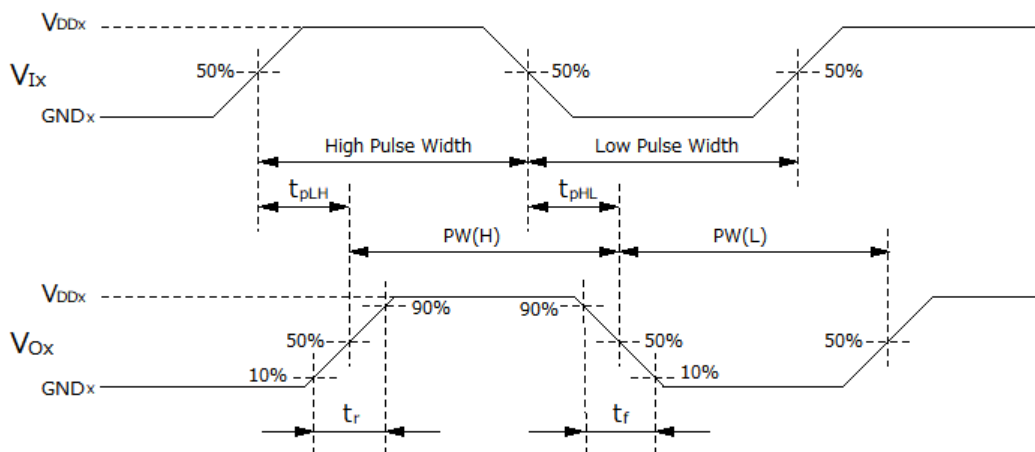 VDDx
VIx
50%
50%
50%
GNDx
High Pulse Width
Low Pulse Width
tpLH
tpHL
PW(H)
PW(L)
VDDx
90%
90%
VOx
50%
50%
50%
10%
10%
GNDx
tr
tf